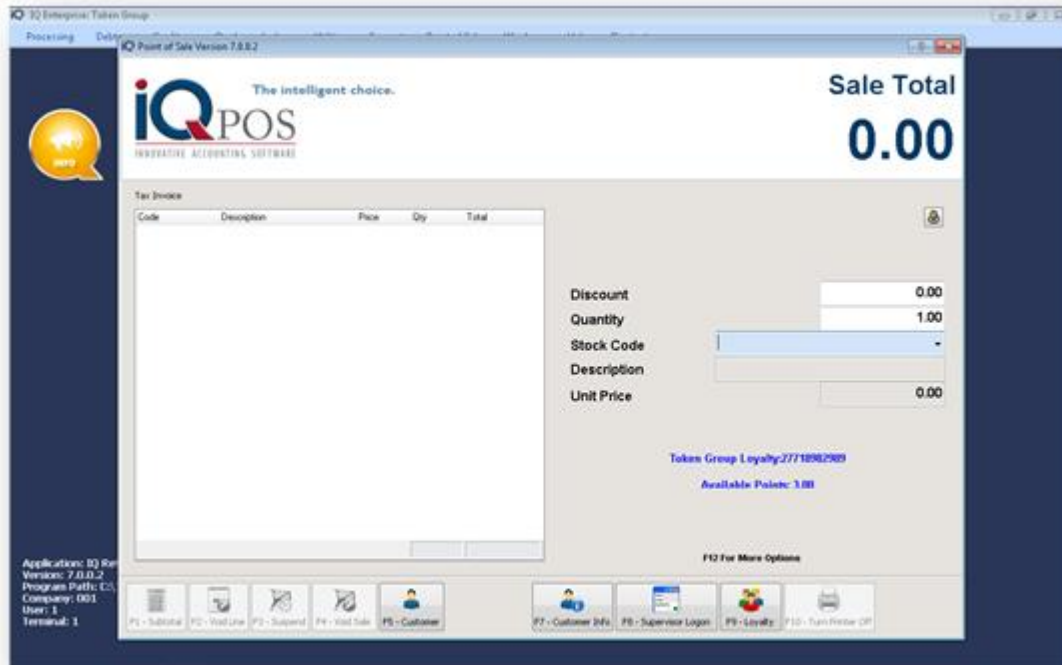 IQ Enterprise: Token Group
Processing
IQ Point of Sale Version 7.0.0.2
The intelligent choice.
iQPOS
INNOVATIVE ACCOUNTING SOFTWARE
Sale Total
0.00
INFO
Tax Invoice
Code Description Price Qty Total
Discount 0.00
Quantity 1.00
Stock Code
Description
Unit Price 0.00
Token Group Loyalty:27718982989
Available Points: 3.00
F12 For More Options
Application: IQ Re
Version: 7.0.0.2
Program Path: C:\
Company: 001
User: 1
Terminal: 1
F1 - Subtotal F2 - Void Line F3 - Suspend F4 - Void Sale F5 - Customer F7 - Customer Info F8 - Supervisor Logon F9 - Loyalty F10 - Turn Printer Off